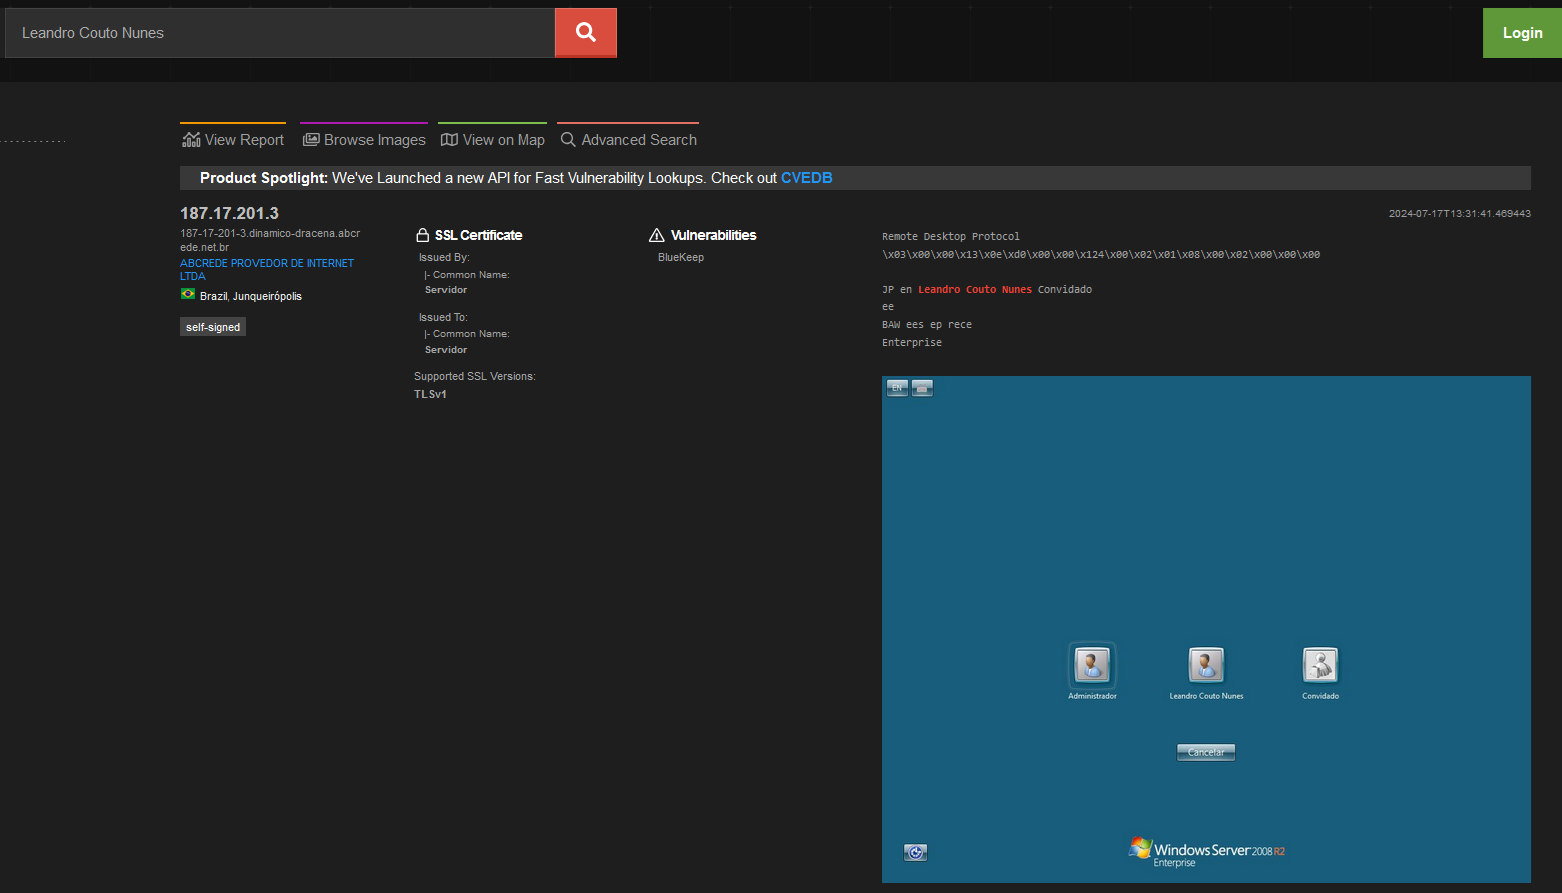 Leandro Couto Nunes
Login
View Report
Browse Images
View on Map
Advanced Search
Product Spotlight: We've Launched a new API for Fast Vulnerability Lookups. Check out CVEDB
187.17.201.3
187-17-201-3.dinamico-dracena.abcr
ede.net.br
ABCREDE PROVEDOR DE INTERNET
LTDA
Brazil, Junqueirópolis
self-signed
SSL Certificate
Issued By:
|- Common Name:
Servidor
Issued To:
|- Common Name:
Servidor
Supported SSL Versions:
TLSv1
Vulnerabilities
BlueKeep
2024-07-17T13:31:41.469443
Remote Desktop Protocol
\x03\x00\x00\x13\x0e\xd0\x00\x00\x124\x00\x02\x01\x08\x00\x02\x00\x00\x00
JP en Leandro Couto Nunes Convidado
ee
BAW ees ep rece
Enterprise
EN
Administrador
Leandro Couto Nunes
Convidado
Cancelar
Windows Server 2008 R2
Enterprise